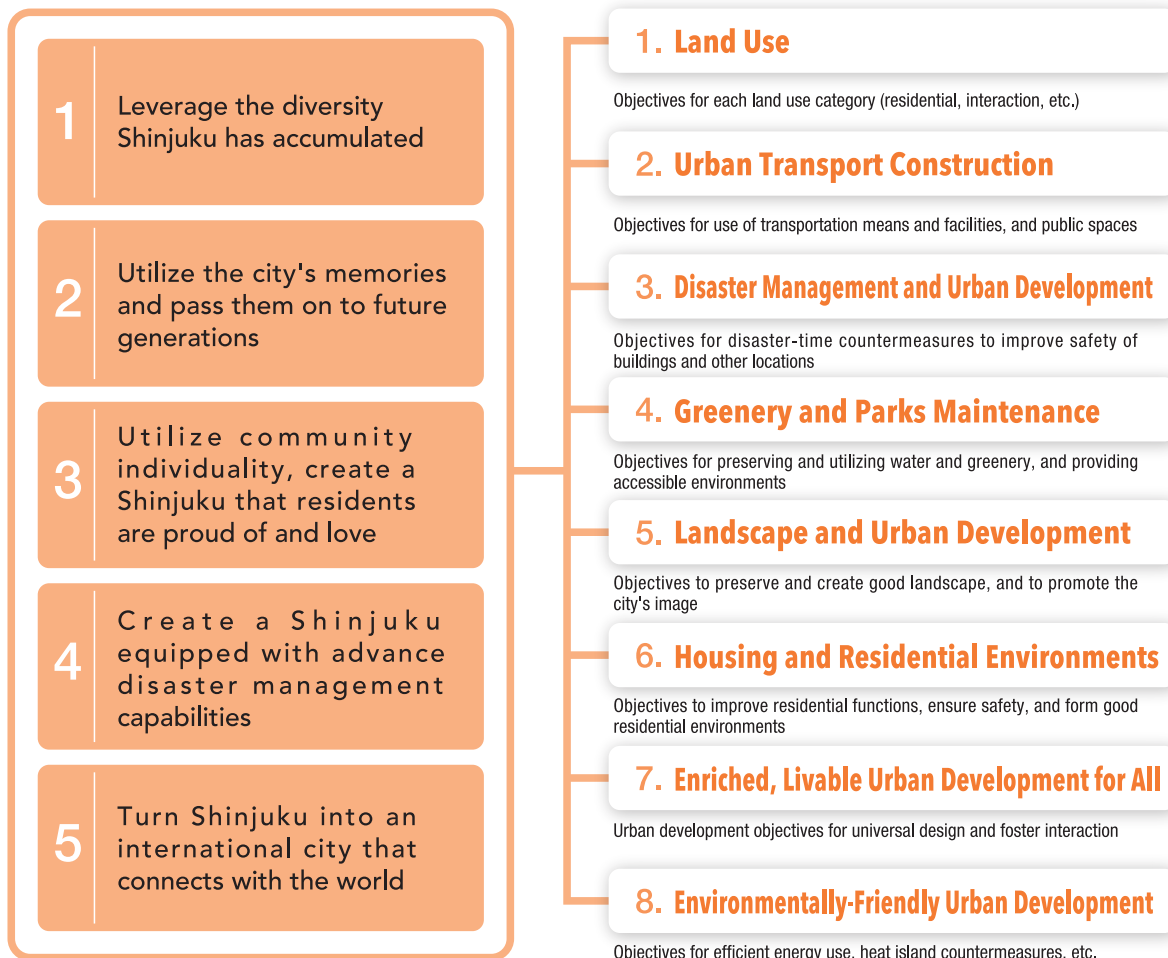 1
Leverage the diversity
Shinjuku has accumulated
2
Utilize the city's memories
and pass them on to future
generations
3
Utilize community
individuality, create a
Shinjuku that residents
are proud of and love
4
Create a Shinjuku
equipped with advance
disaster management
capabilities
5
Turn Shinjuku into an
international city that
connects with the world
1. Land Use
Objectives for each land use category (residential, interaction, etc.)
2. Urban Transport Construction
Objectives for use of transportation means and facilities, and public spaces
3. Disaster Management and Urban Development
Objectives for disaster-time countermeasures to improve safety of
buildings and other locations
4. Greenery and Parks Maintenance
Objectives for preserving and utilizing water and greenery, and providing
accessible environments
5. Landscape and Urban Development
Objectives to preserve and create good landscape, and to promote the
city's image
6. Housing and Residential Environments
Objectives to improve residential functions, ensure safety, and form good
residential environments
7. Enriched, Livable Urban Development for All
Urban development objectives for universal design and foster interaction
8. Environmentally-Friendly Urban Development
Objectives for efficient energy use, heat island countermeasures, etc.